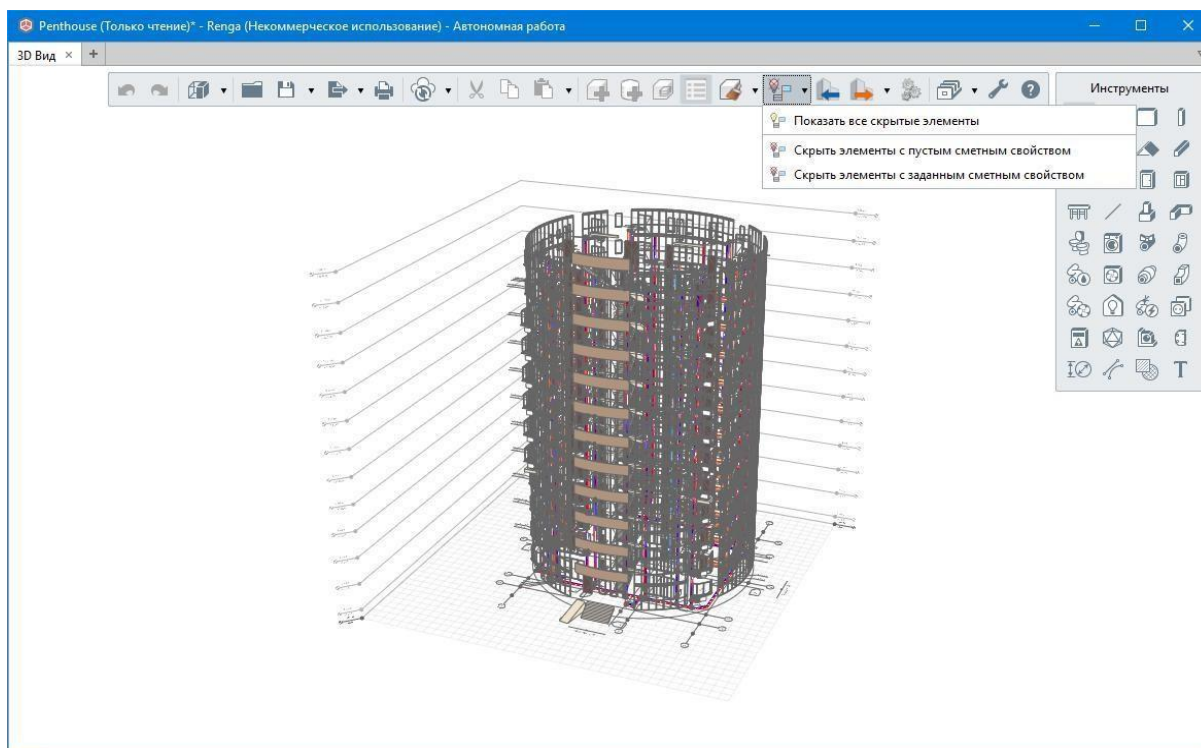 Penthouse (Только чтение)* - Renga (Некоммерческое использование) - Автономная работа
3D Вид
Инструменты
Показать все скрытые элементы
Скрыть элементы с пустым сметным свойством
Скрыть элементы с заданным сметным свойством